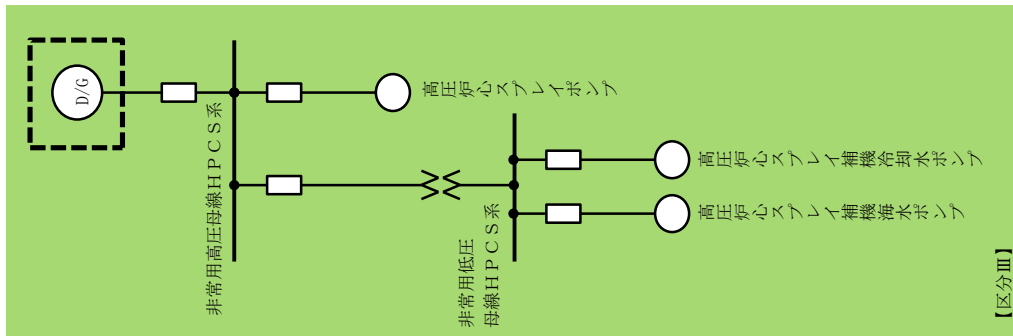 D/G
非常用高圧母線HPCS系
高圧炉心スプレイポンプ
非常用低圧
母線HPCS系
高圧炉心スプレイ補機冷却水ポンプ
高圧炉心スプレイ補機海水ポンプ
【区分Ⅲ】